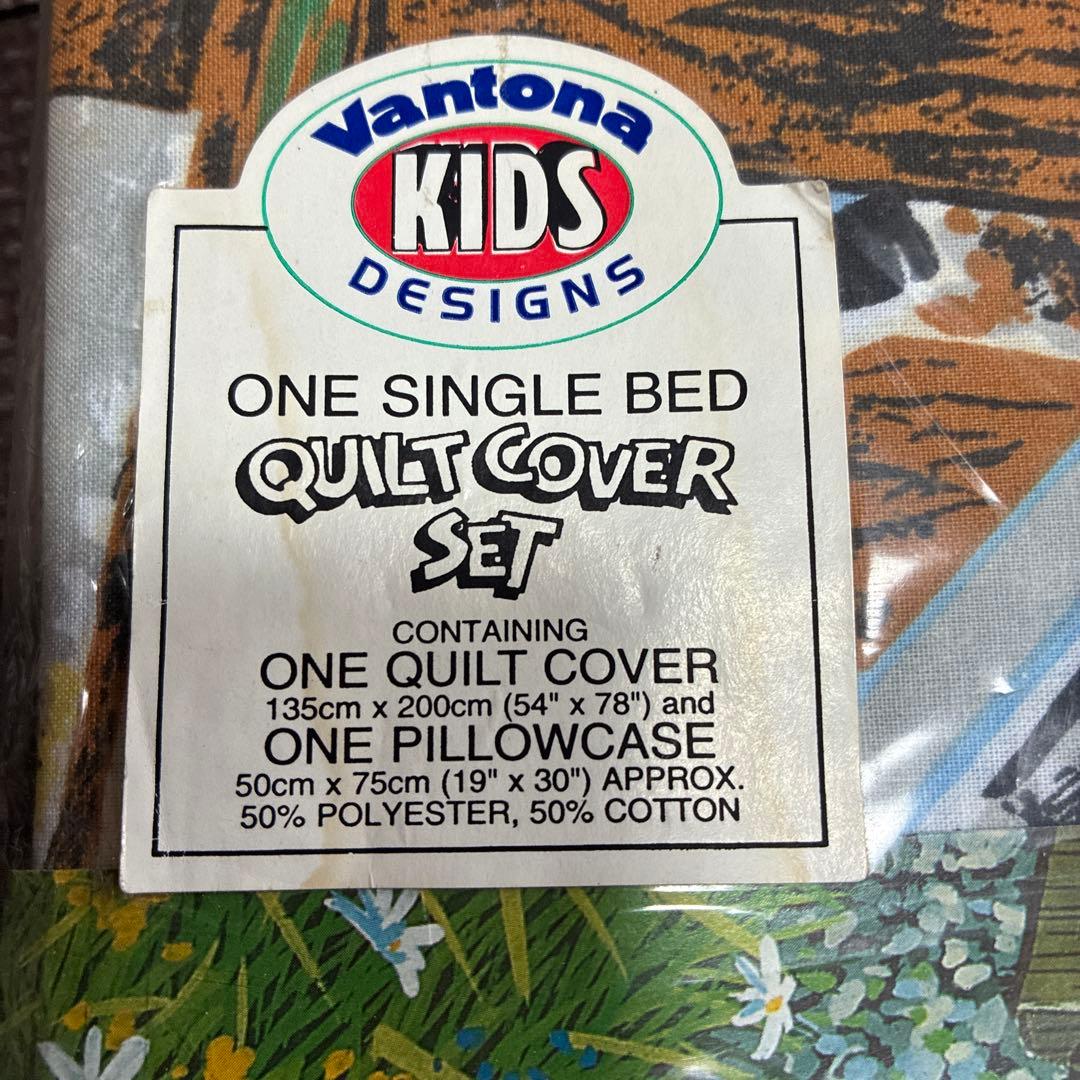 Vantona
KIDS
DESIGNS
ONE SINGLE BED
QUILT COVER
SET
CONTAINING
ONE QUILT COVER
135cm x 200cm (54" x 78") and
ONE PILLOWCASE
50cm x 75cm (19" x 30") APPROX.
50% POLYESTER, 50% COTTON